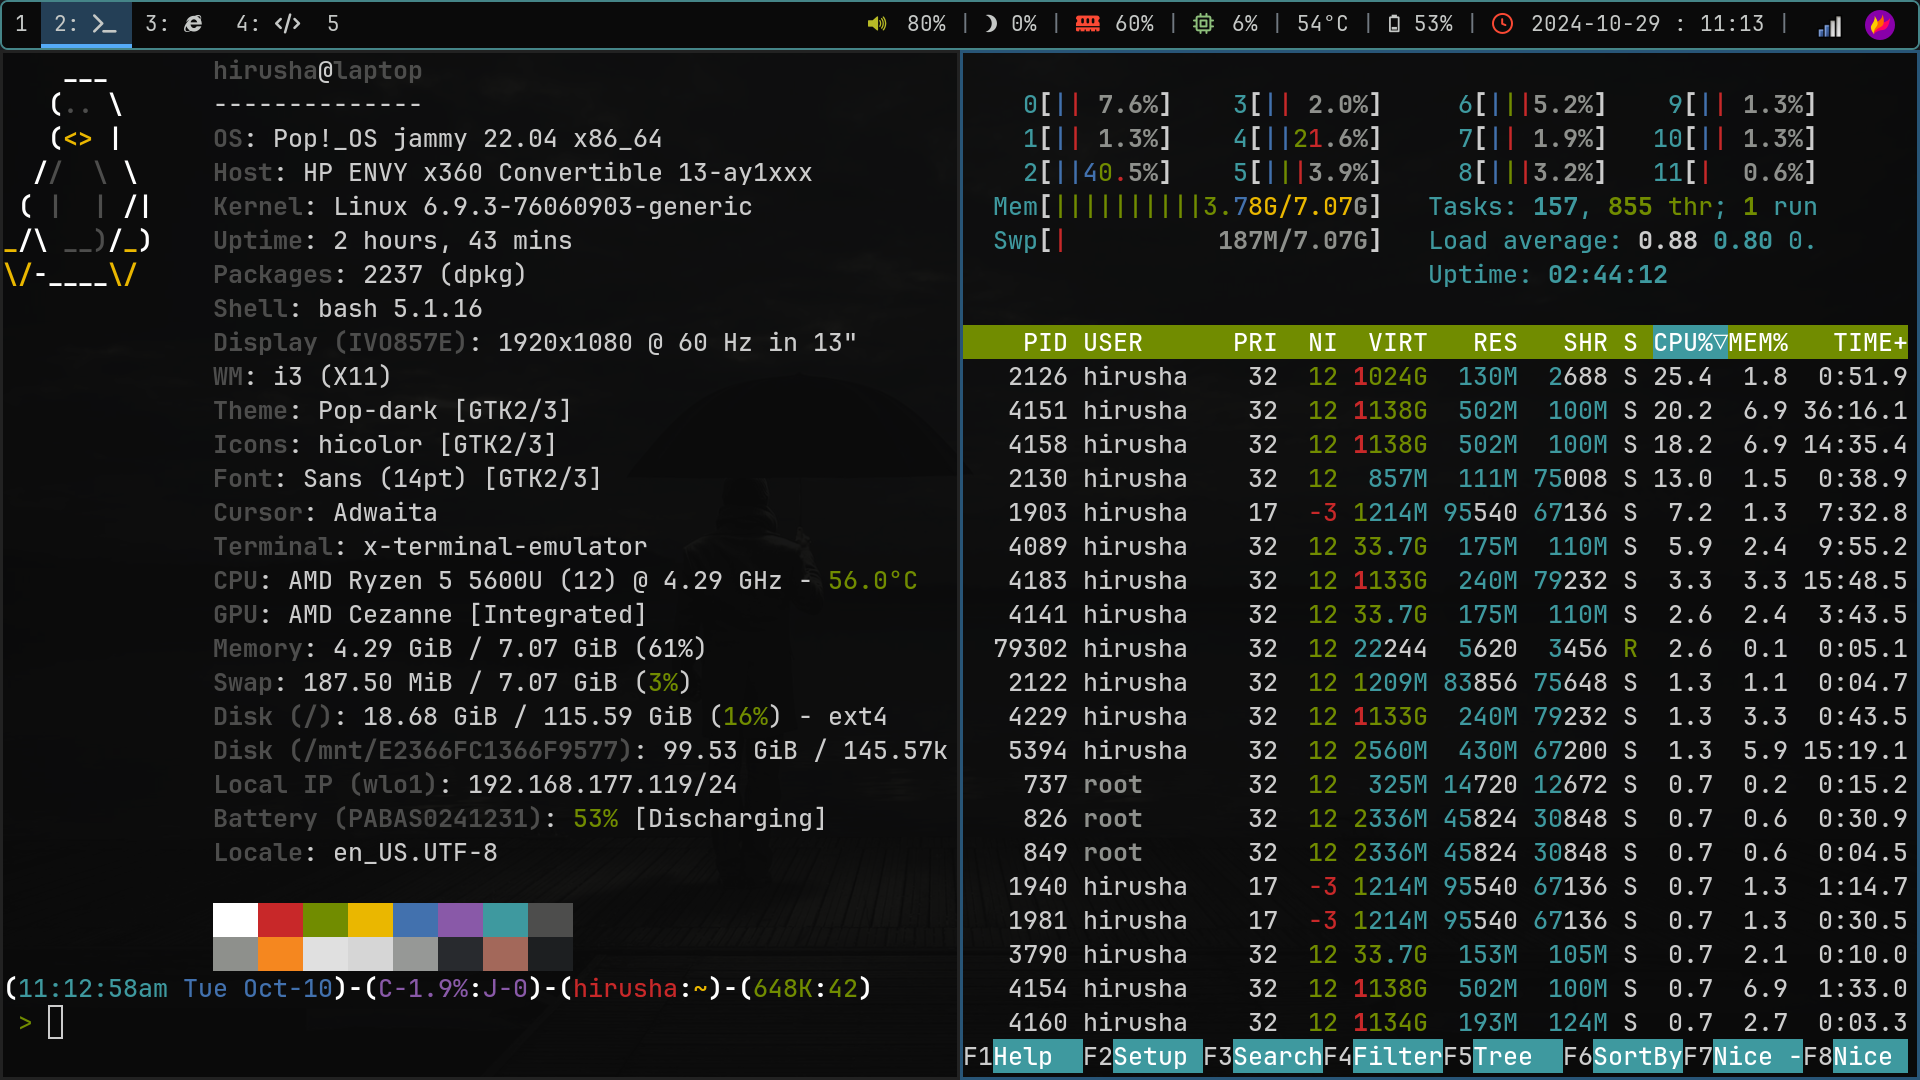 1 2: >_ 3: 4: </> 5 80% | 0% | 60% | 6% | 54°C | 53% | 2024-10-29 : 11:13 |
hirusha@laptop
--------------
OS: Pop!_OS jammy 22.04 x86_64
Host: HP ENVY x360 Convertible 13-ay1xxx
Kernel: Linux 6.9.3-76060903-generic
Uptime: 2 hours, 43 mins
Packages: 2237 (dpkg)
Shell: bash 5.1.16
Display (IVO857E): 1920x1080 @ 60 Hz in 13"
WM: i3 (X11)
Theme: Pop-dark [GTK2/3]
Icons: hicolor [GTK2/3]
Font: Sans (14pt) [GTK2/3]
Cursor: Adwaita
Terminal: x-terminal-emulator
CPU: AMD Ryzen 5 5600U (12) @ 4.29 GHz - 56.0°C
GPU: AMD Cezanne [Integrated]
Memory: 4.29 GiB / 7.07 GiB (61%)
Swap: 187.50 MiB / 7.07 GiB (3%)
Disk (/): 18.68 GiB / 115.59 GiB (16%) - ext4
Disk (/mnt/E2366FC1366F9577): 99.53 GiB / 145.57k
Local IP (wlo1): 192.168.177.119/24
Battery (PABAS0241231): 53% [Discharging]
Locale: en_US.UTF-8
(11:12:58am Tue Oct-10)-(C-1.9%:J-0)-(hirusha:~)-(648K:42)
>
0[|| 7.6%] 3[|| 2.0%] 6[|||5.2%] 9[|| 1.3%]
1[|| 1.3%] 4[||21.6%] 7[|| 1.9%] 10[|| 1.3%]
2[||40.5%] 5[|||3.9%] 8[|||3.2%] 11[| 0.6%]
Mem[||||||||||3.78G/7.07G] Tasks: 157, 855 thr; 1 run
Swp[| 187M/7.07G] Load average: 0.88 0.80 0.
Uptime: 02:44:12
PID USER PRI NI VIRT RES SHR S CPU%▽MEM% TIME+
2126 hirusha 32 12 1024G 130M 2688 S 25.4 1.8 0:51.9
4151 hirusha 32 12 1138G 502M 100M S 20.2 6.9 36:16.1
4158 hirusha 32 12 1138G 502M 100M S 18.2 6.9 14:35.4
2130 hirusha 32 12 857M 111M 75008 S 13.0 1.5 0:38.9
1903 hirusha 17 -3 1214M 95540 67136 S 7.2 1.3 7:32.8
4089 hirusha 32 12 33.7G 175M 110M S 5.9 2.4 9:55.2
4183 hirusha 32 12 1133G 240M 79232 S 3.3 3.3 15:48.5
4141 hirusha 32 12 33.7G 175M 110M S 2.6 2.4 3:43.5
79302 hirusha 32 12 22244 5620 3456 R 2.6 0.1 0:05.1
2122 hirusha 32 12 1209M 83856 75648 S 1.3 1.1 0:04.7
4229 hirusha 32 12 1133G 240M 79232 S 1.3 3.3 0:43.5
5394 hirusha 32 12 2560M 430M 67200 S 1.3 5.9 15:19.1
737 root 32 12 325M 14720 12672 S 0.7 0.2 0:15.2
826 root 32 12 2336M 45824 30848 S 0.7 0.6 0:30.9
849 root 32 12 2336M 45824 30848 S 0.7 0.6 0:04.5
1940 hirusha 17 -3 1214M 95540 67136 S 0.7 1.3 1:14.7
1981 hirusha 17 -3 1214M 95540 67136 S 0.7 1.3 0:30.5
3790 hirusha 32 12 33.7G 153M 105M S 0.7 2.1 0:10.0
4154 hirusha 32 12 1138G 502M 100M S 0.7 6.9 1:33.0
4160 hirusha 32 12 1134G 193M 124M S 0.7 2.7 0:03.3
F1Help F2Setup F3SearchF4FilterF5Tree F6SortByF7Nice -F8Nice